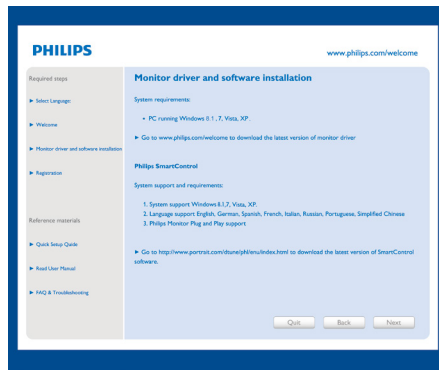 PHILIPS
www.philips.com/welcome
Required steps
Select Language:
Welcome
Monitor driver and software installation
Registration
Reference materials
Quick Setup Quide
Read User Manual
FAQ & Troubleshooting
Monitor driver and software installation
System requirements:
• PC running Windows 8.1 , 7, Vista, XP .
Go to www.philips.com/welcome to download the latest version of monitor driver
Philips SmartControl
System support and requirements:
1. System support Windows8.1,7, Vista, XP.
2. Language support English, German, Spanish, French, Italian, Russian, Portuguese, Simplified Chinese
3. Philips Monitor Plug and Play support
Go to http://www.portrait.com/dtune/phl/enu/index.html to download the latest version of SmartControl
software.
Quit
Back
Next